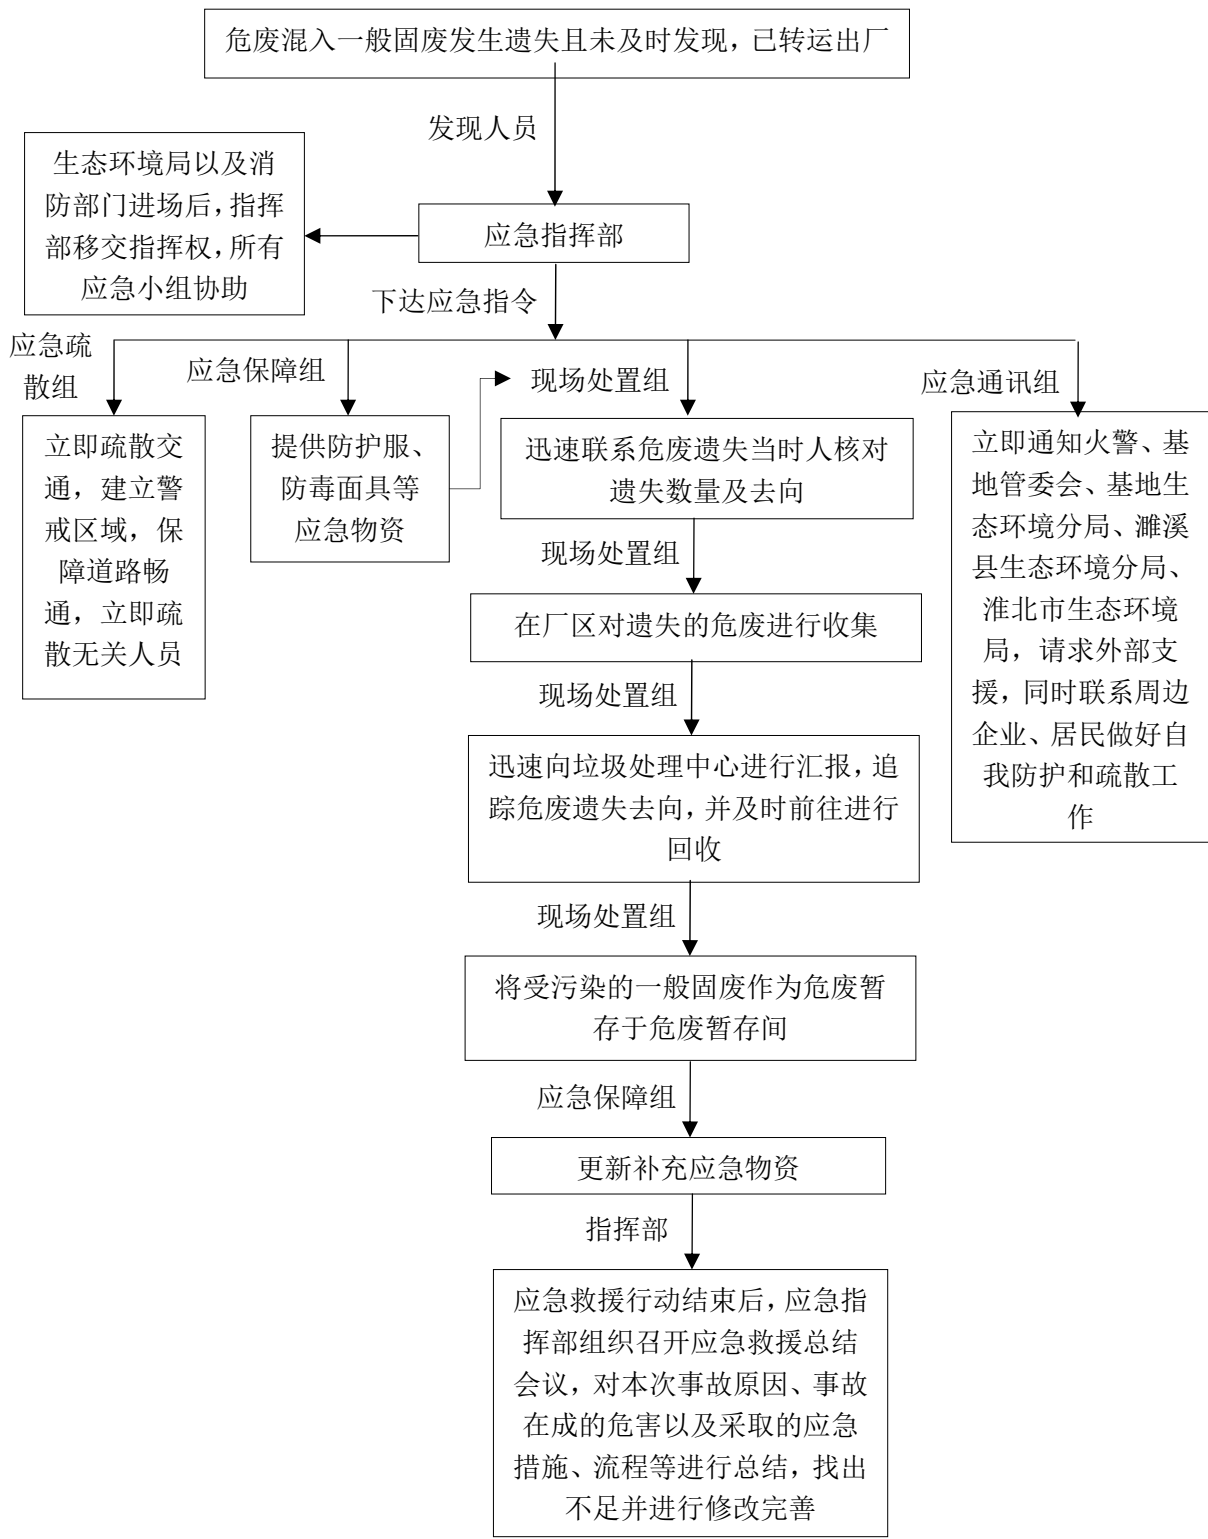 危废混入一般固废发生遗失且未及时发现，已转运出厂
发现人员
生态环境局以及消
防部门进场后，指挥
部移交指挥权，所有
应急小组协助
应急指挥部
下达应急指令
应急疏
散组
应急保障组
现场处置组
应急通讯组
立即疏散交
通，建立警
戒区域，保
障道路畅
通，立即疏
散无关人员
提供防护服、
防毒面具等
应急物资
迅速联系危废遗失当时人核对
遗失数量及去向
立即通知火警、基
地管委会、基地生
态环境分局、濉溪
县生态环境分局、
淮北市生态环境
局，请求外部支
援，同时联系周边
企业、居民做好自
我防护和疏散工
作
现场处置组
在厂区对遗失的危废进行收集
现场处置组
迅速向垃圾处理中心进行汇报，追
踪危废遗失去向，并及时前往进行
回收
现场处置组
将受污染的一般固废作为危废暂
存于危废暂存间
应急保障组
更新补充应急物资
指挥部
应急救援行动结束后，应急指
挥部组织召开应急救援总结
会议，对本次事故原因、事故
在成的危害以及采取的应急
措施、流程等进行总结，找出
不足并进行修改完善